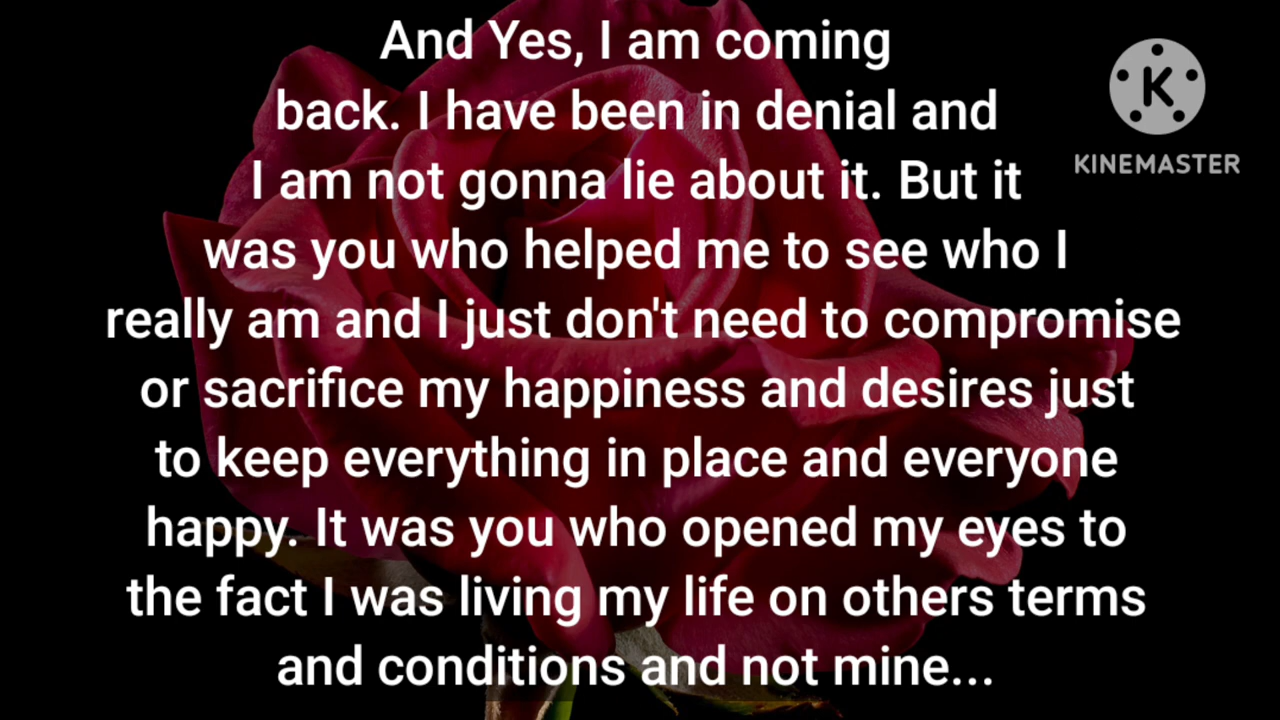 And Yes, I am coming
back. I have been in denial and
I am not gonna lie about it. But it
was you who helped me to see who I
really am and I just don't need to compromise
or sacrifice my happiness and desires just
to keep everything in place and everyone
happy. It was you who opened my eyes to
the fact I was living my life on others terms
and conditions and not mine...
K
KINEMASTER